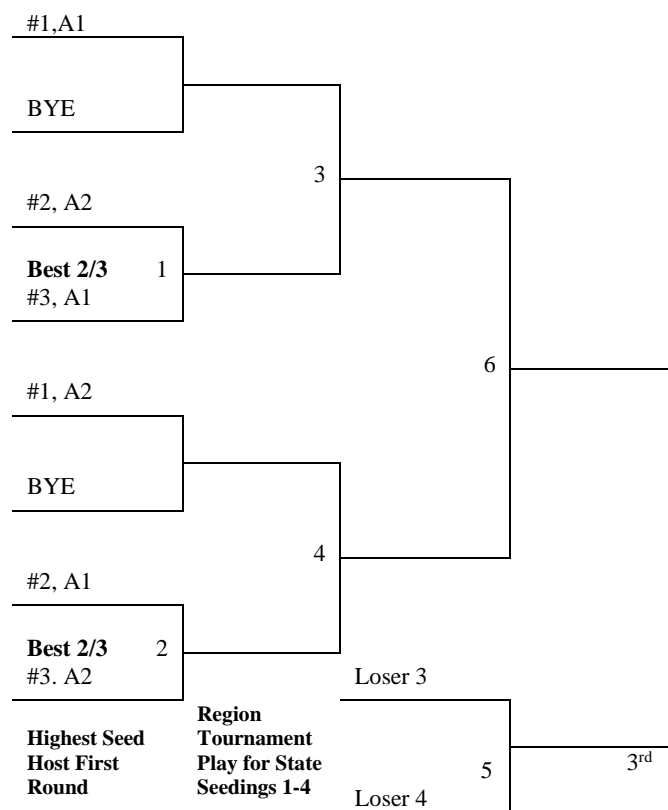 #1,A1
BYE
3
#2, A2
Best 2/3 1
#3, A1
#1, A2
6
BYE
4
#2, A1
Best 2/3 2
#3. A2
Loser 3
Highest Seed
Host First
Round
Region
Tournament
Play for State
Seedings 1-4
5
3rd
Loser 4